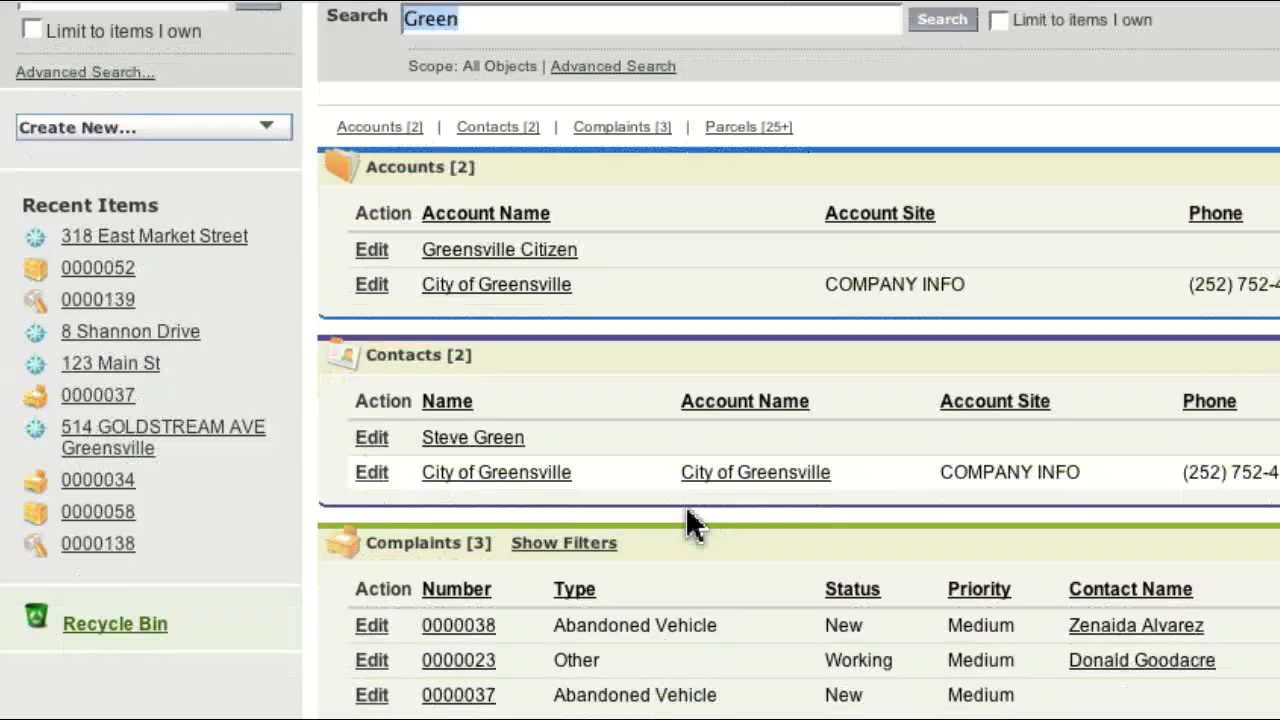 Limit to items I own
Advanced Search...
Create New...
Recent Items
318 East Market Street
0000052
0000139
8 Shannon Drive
123 Main St
0000037
514 GOLDSTREAM AVE
Greensville
0000034
0000058
0000138
Recycle Bin
Search Green Search Limit to items I own
Scope: All Objects | Advanced Search
Accounts [2] | Contacts [2] | Complaints [3] | Parcels [25+]
Accounts [2]
Action Account Name Account Site Phone
Edit Greensville Citizen
Edit City of Greensville COMPANY INFO (252) 752-4
Contacts [2]
Action Name Account Name Account Site Phone
Edit Steve Green
Edit City of Greensville City of Greensville COMPANY INFO (252) 752-4
Complaints [3] Show Filters
Action Number Type Status Priority Contact Name
Edit 0000038 Abandoned Vehicle New Medium Zenaida Alvarez
Edit 0000023 Other Working Medium Donald Goodacre
Edit 0000037 Abandoned Vehicle New Medium